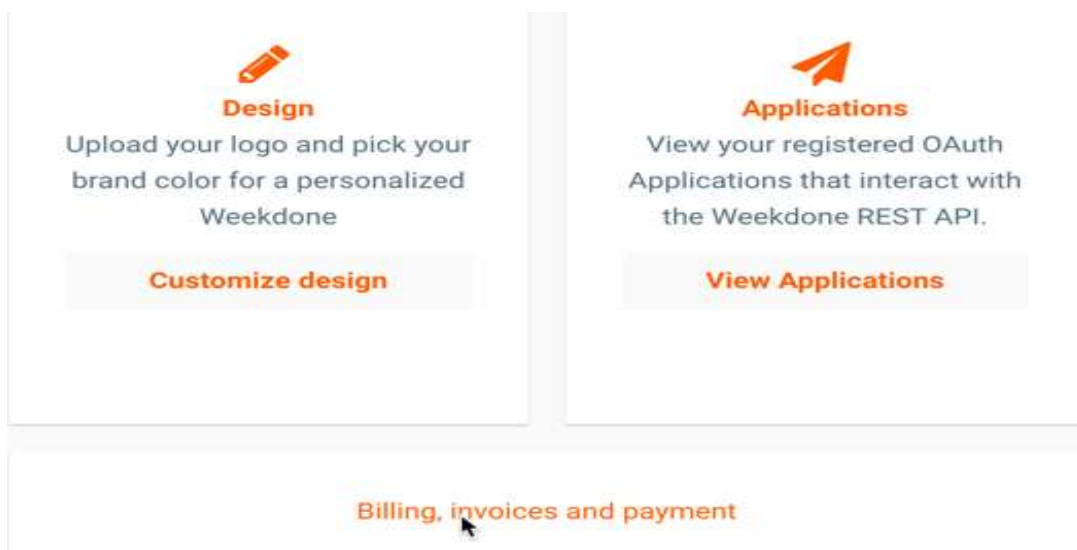 Design
Upload your logo and pick your
brand color for a personalized
Weekdone
Customize design
Applications
View your registered OAuth
Applications that interact with
the Weekdone REST API.
View Applications
Billing, invoices and payment